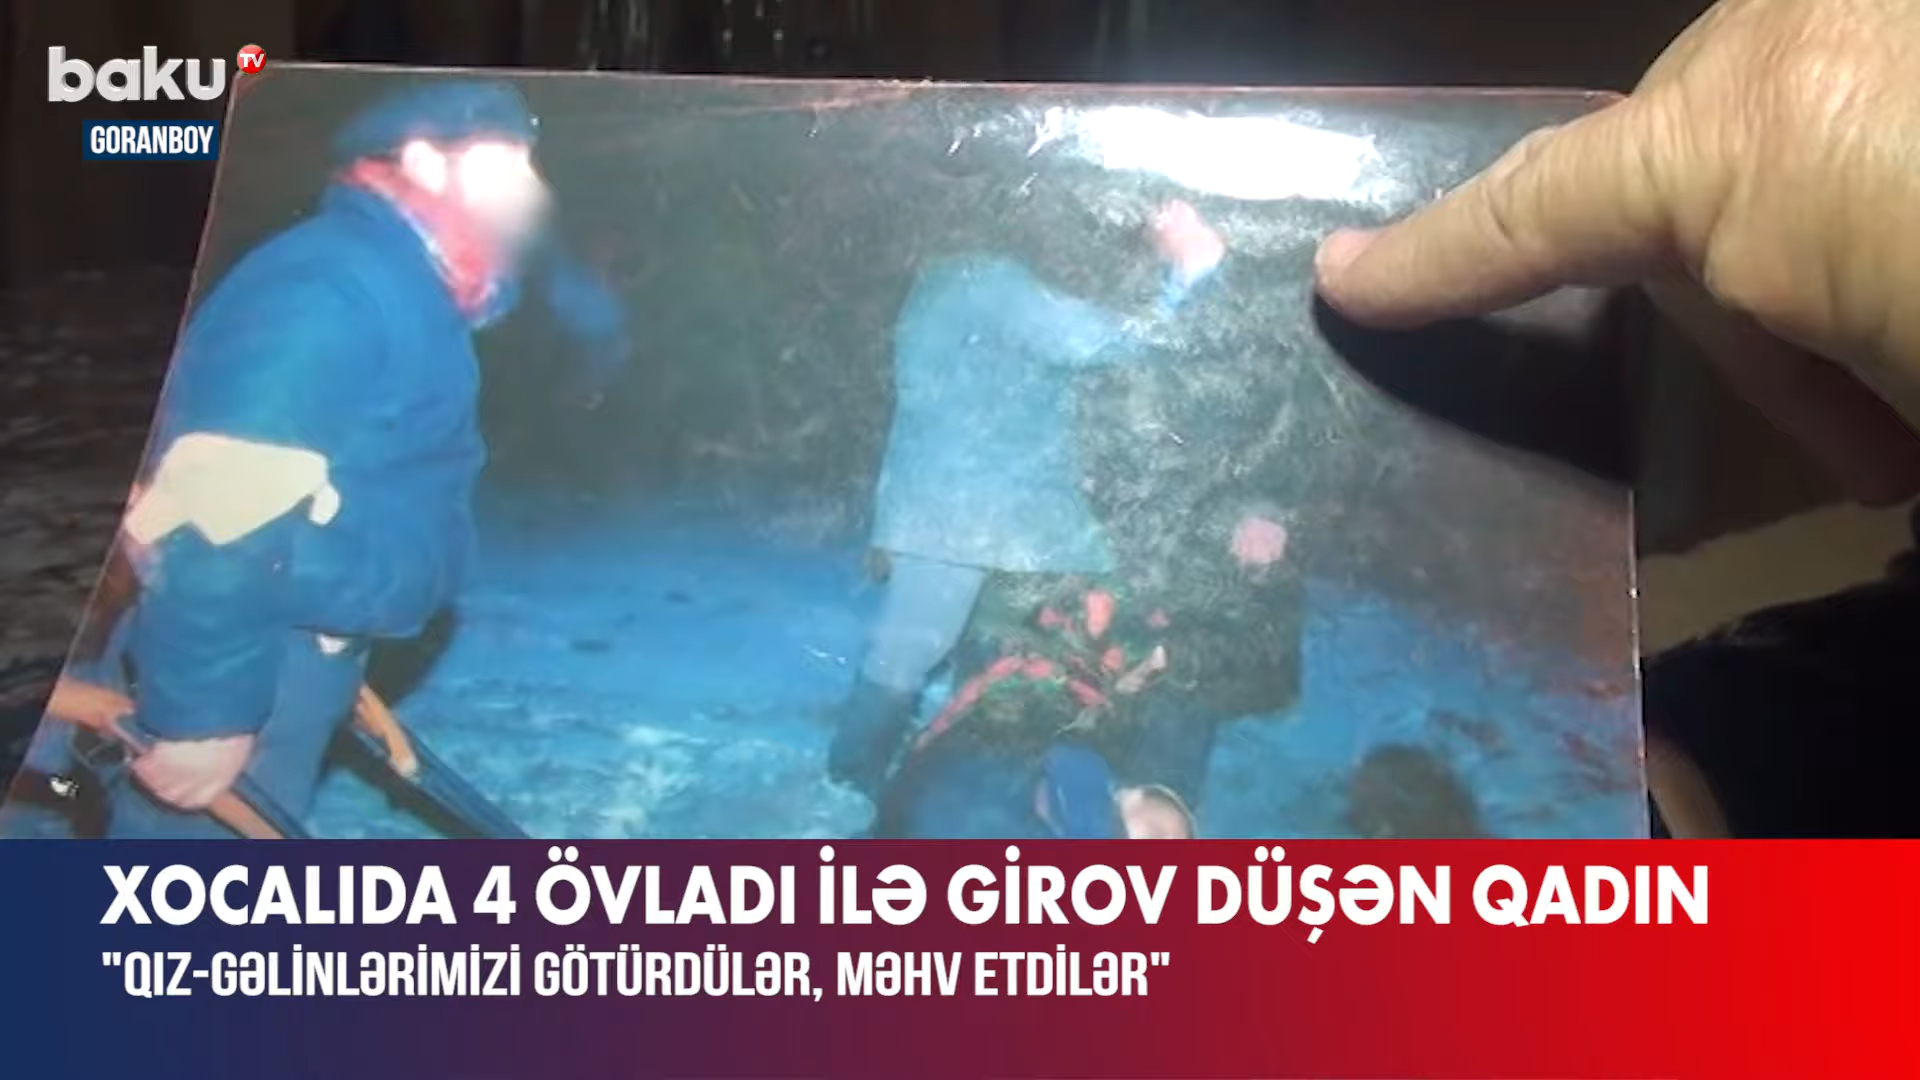 baku TV
GORANBOY
XOCALIDA 4 ÖVLADI İLƏ GİROV DÜŞƏN QADIN
"QIZ-GƏLİNLƏRİMİZİ GÖTÜRDÜLƏR, MƏHV ETDİLƏR"